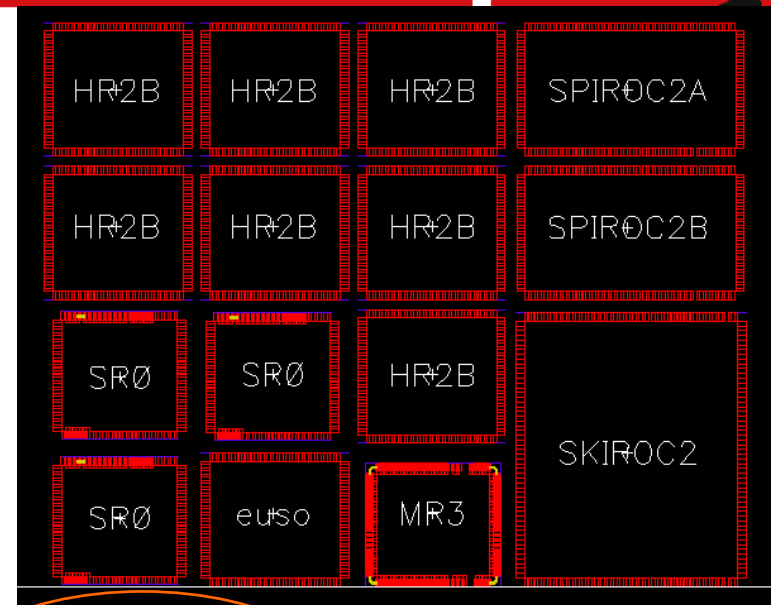 HR2B HR2B HR2B SPIROC2A
HR2B HR2B HR2B SPIROC2B
SR0 SR0 HR2B
SKIROC2
SR0 euso MR3